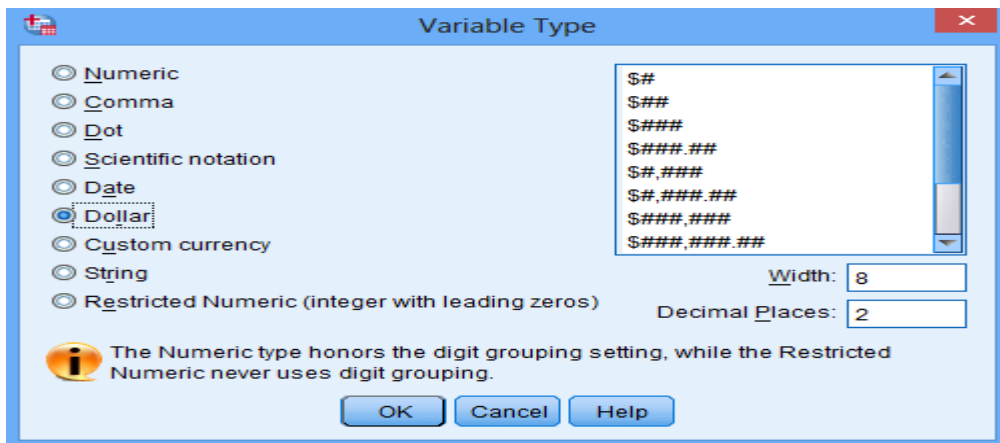 Variable Type
Numeric
Comma
Dot
Scientific notation
Date
Dollar
Custom currency
String
Restricted Numeric (integer with leading zeros)
$#
$##
$###
$###.##
$#,###
$#,###.##
$###,###
$###,###.##
Width: 8
Decimal Places: 2
The Numeric type honors the digit grouping setting, while the Restricted
Numeric never uses digit grouping.
OK Cancel Help